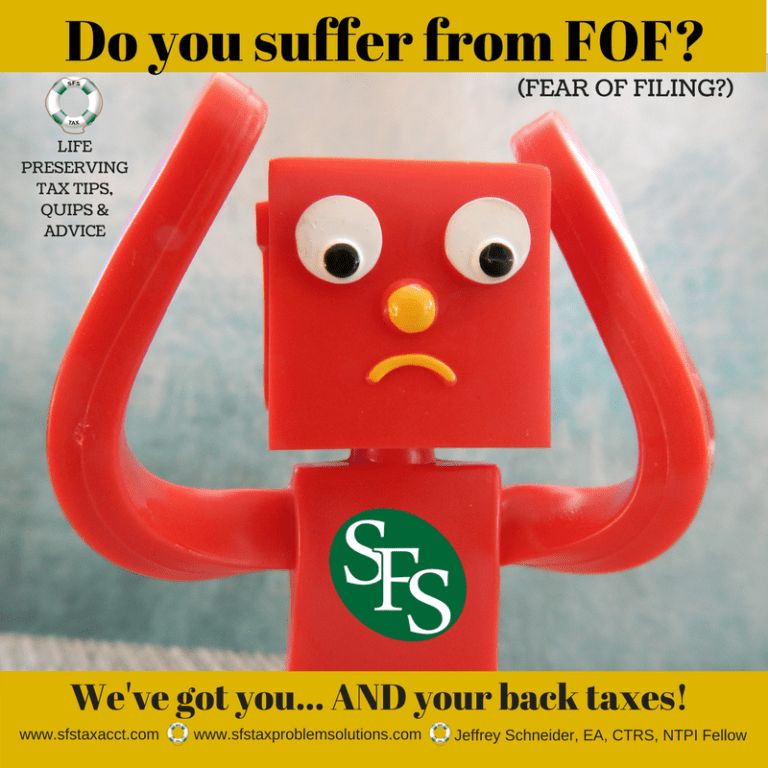 Do you suffer from FOF?
(FEAR OF FILING?)
SFS
TAX
LIFE
PRESERVING
TAX TIPS,
QUIPS &
ADVICE
SFS
We've got you... AND your back taxes!
www.sfstaxacct.com www.sfstaxproblemsolutions.com Jeffrey Schneider, EA, CTRS, NTPI Fellow